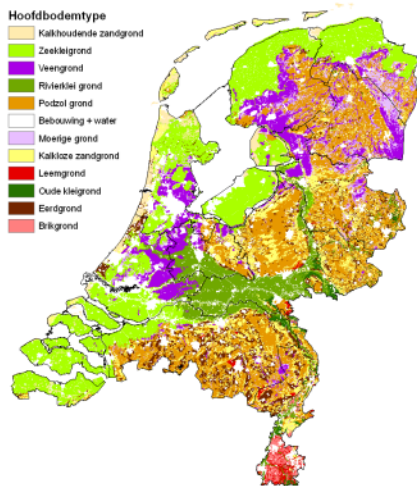 Hoofdbodemtype
Kalkhoudende zandgrond
Zeekleigrond
Veengrond
Rivierklei grond
Podzol grond
Bebouwing + water
Moerige grond
Kalkloze zandgrond
Leemgrond
Oude kleigrond
Eerdgrond
Brikgrond